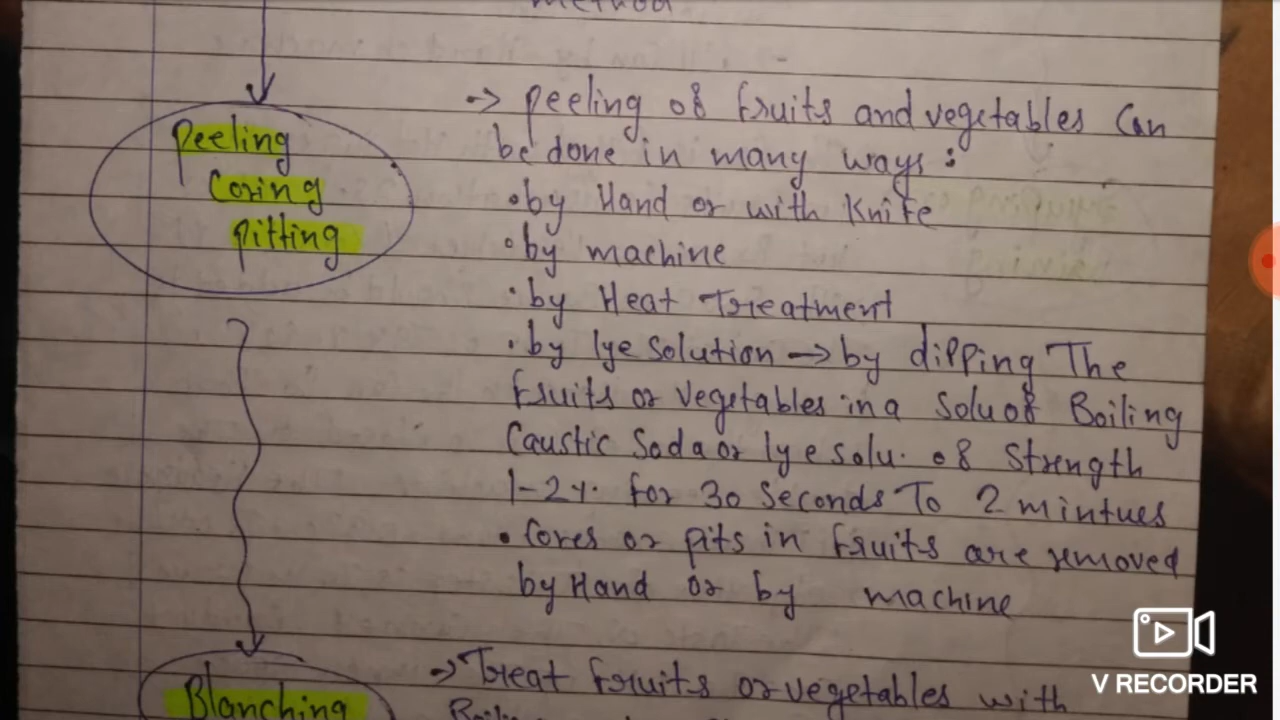 method
Peeling
Coring
Pitting
→ Peeling of fruits and vegetables Can
be done in many ways :
• by Hand or with Knife
• by machine
• by Heat Treatment
• by lye solution → by dipping The
fruits or vegetables in a Solu of Boiling
Caustic Soda or lye solu. of Strength
1-2%. for 30 Seconds To 2 mintues
• Cores or pits in fruits are removed
by Hand or by machine
Blanching
→ Treat fruits or vegetables with
V RECORDER